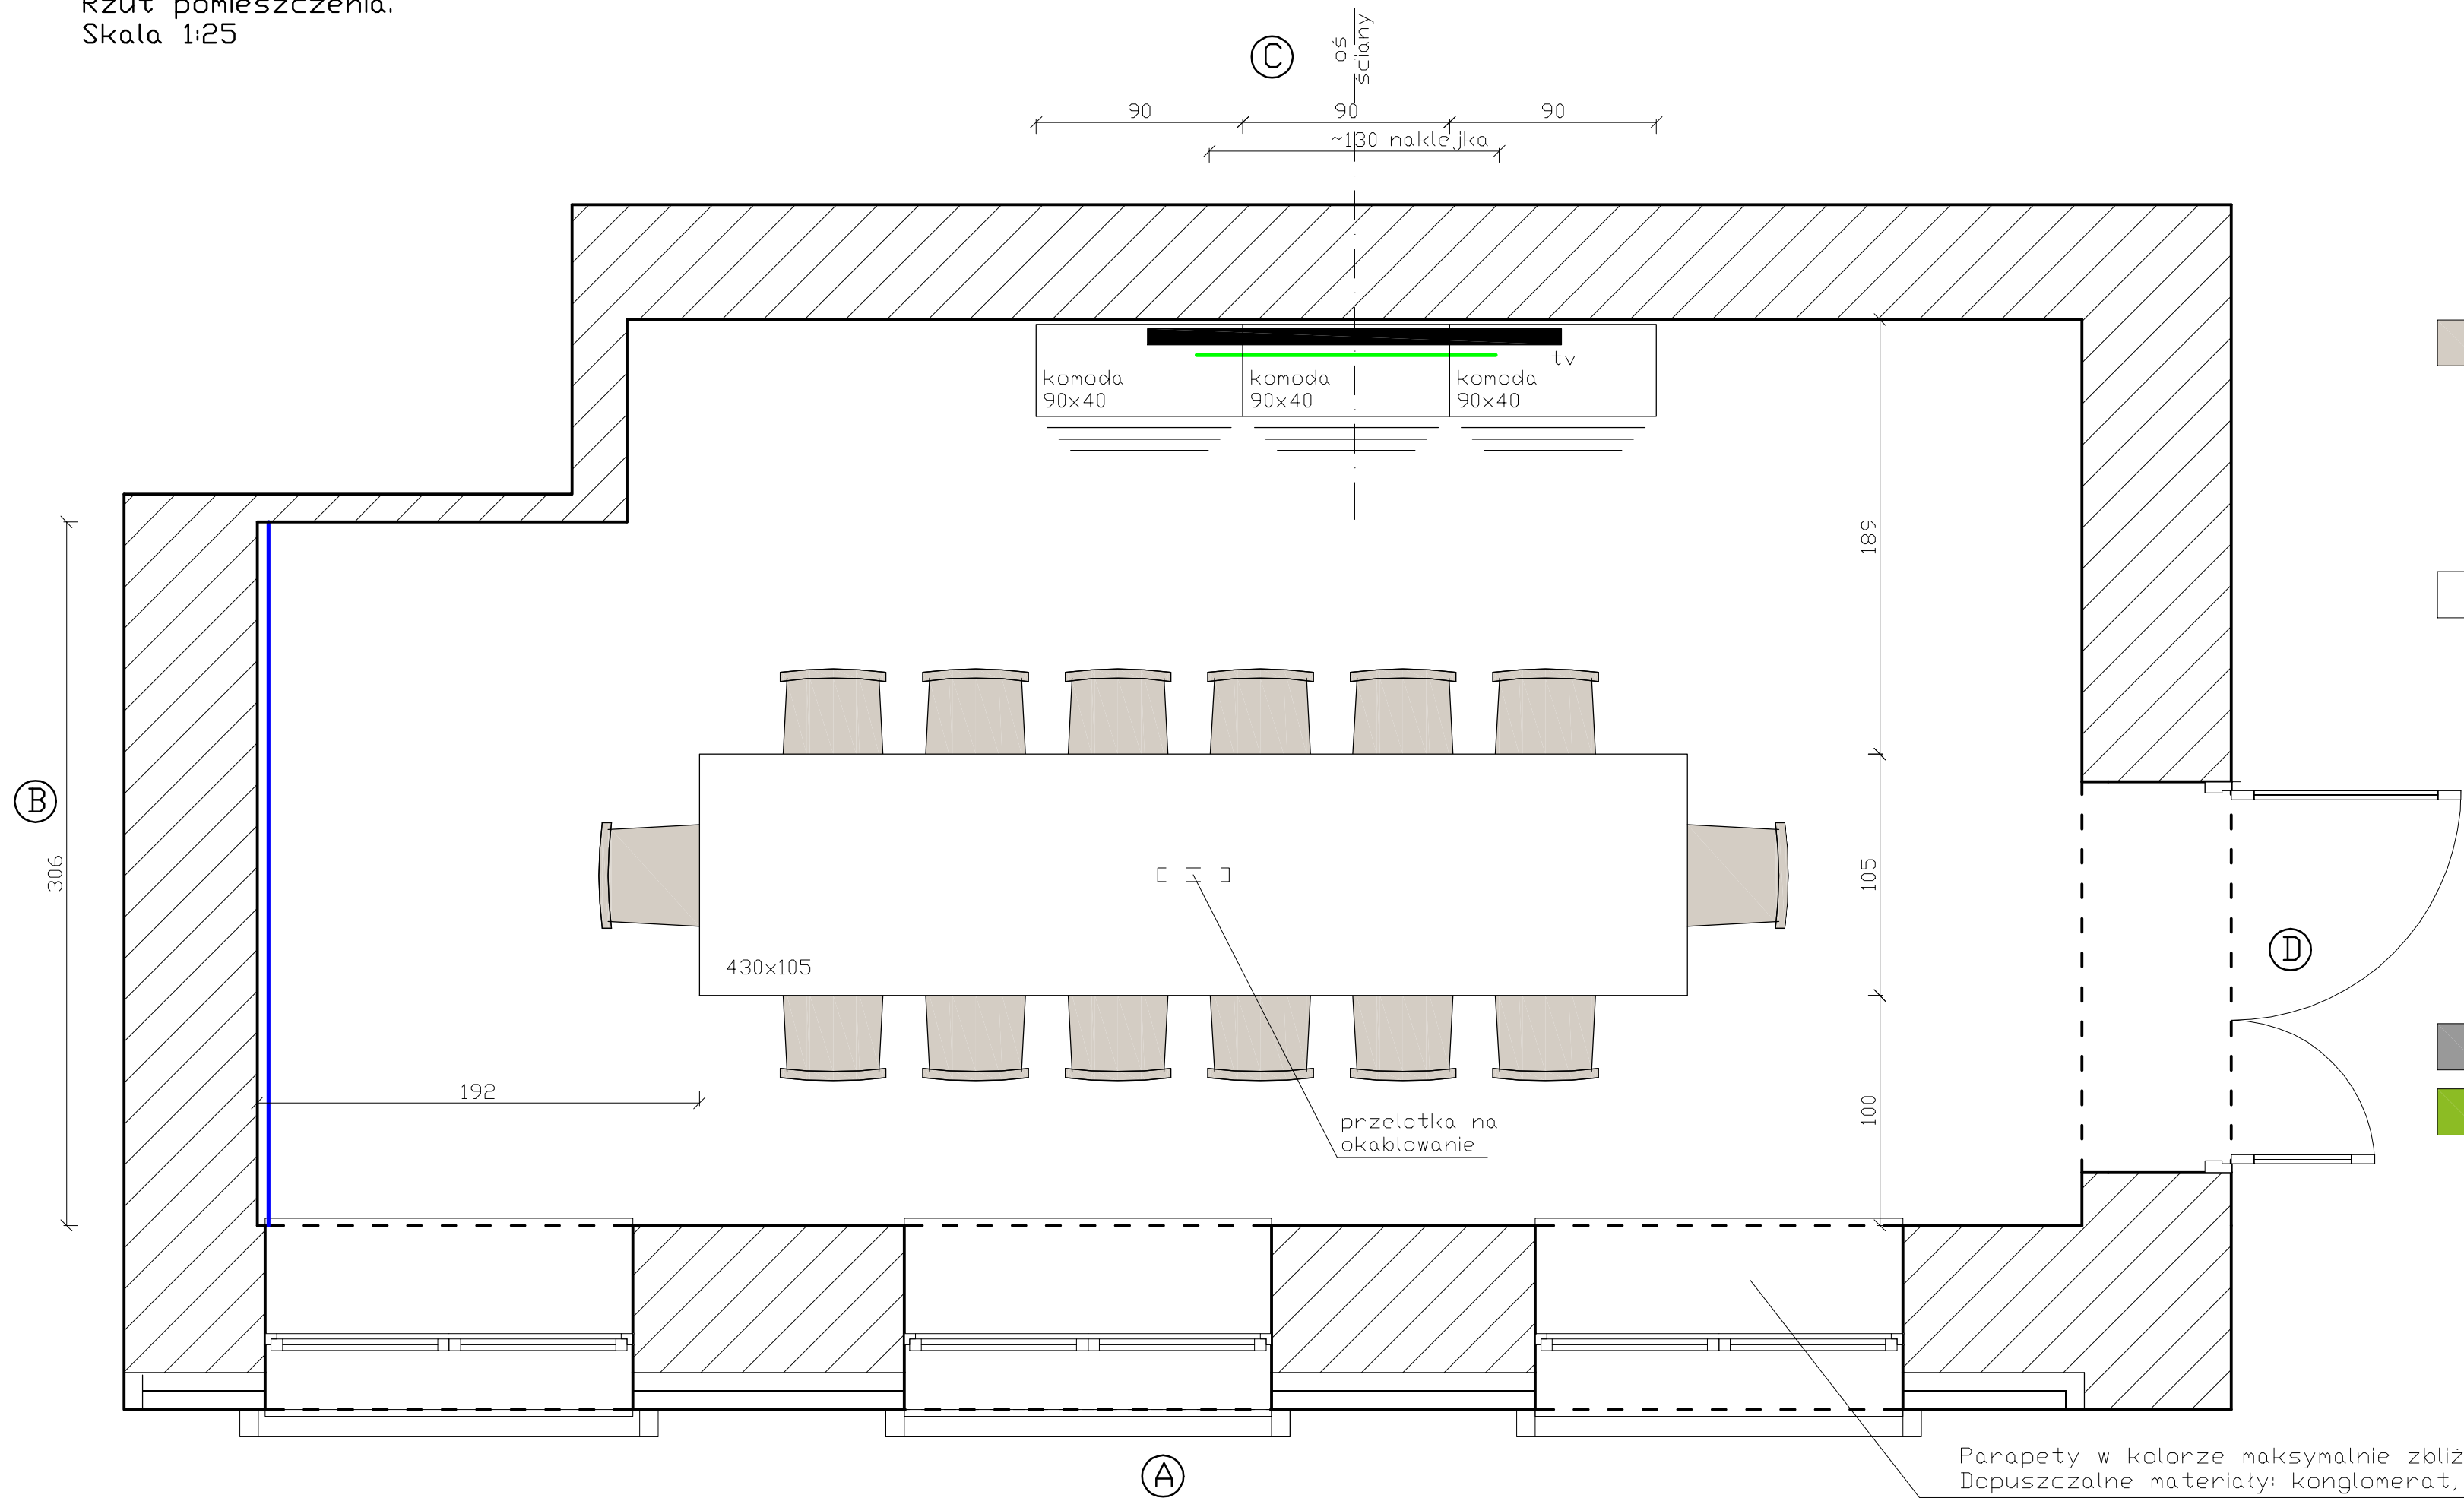 Rzut pomieszczenia.
Skala 1:25
C
oś
ściany
90
90
90
~130 naklejka
tv
komoda
90x40
komoda
90x40
komoda
90x40
189
B
306
105
D
430x105
192
100
przelotka na
okablowanie
A
Parapety w kolorze maksymalnie zbliż
Dopuszczalne materiały: konglomerat,